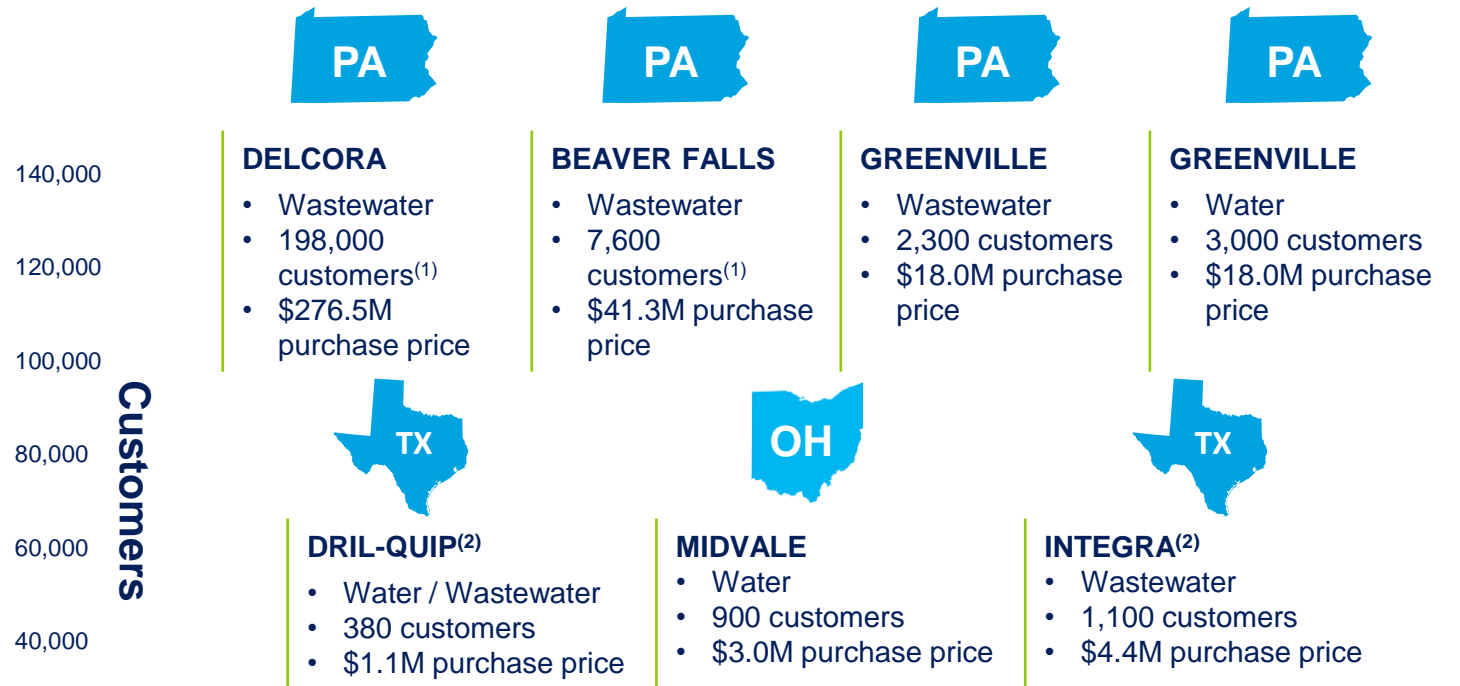 PA
PA
PA
PA
DELCORA
• Wastewater
• 198,000
customers(1)
• $276.5M
purchase price
BEAVER FALLS
• Wastewater
• 7,600
customers(1)
• $41.3M purchase
price
GREENVILLE
• Wastewater
• 2,300 customers
• $18.0M purchase
price
GREENVILLE
• Water
• 3,000 customers
• $18.0M purchase
price
140,000
120,000
100,000
80,000
60,000
40,000
Customers
TX
OH
TX
DRIL-QUIP(2)
• Water / Wastewater
• 380 customers
• $1.1M purchase price
MIDVALE
• Water
• 900 customers
• $3.0M purchase price
INTEGRA(2)
• Wastewater
• 1,100 customers
• $4.4M purchase price